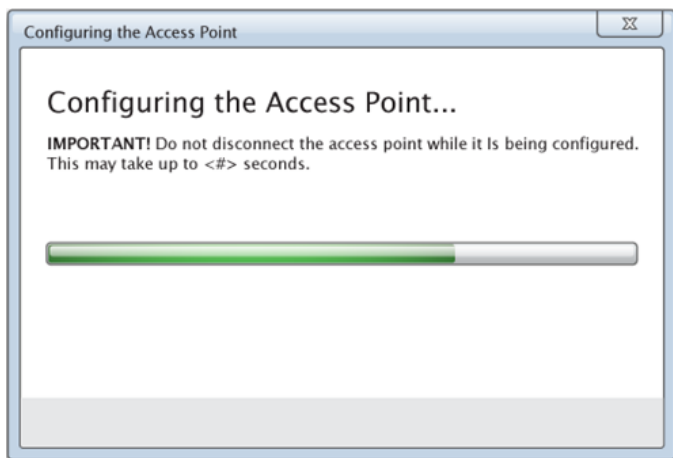 Configuring the Access Point
Configuring the Access Point...
IMPORTANT! Do not disconnect the access point while it Is being configured.
This may take up to <#> seconds.